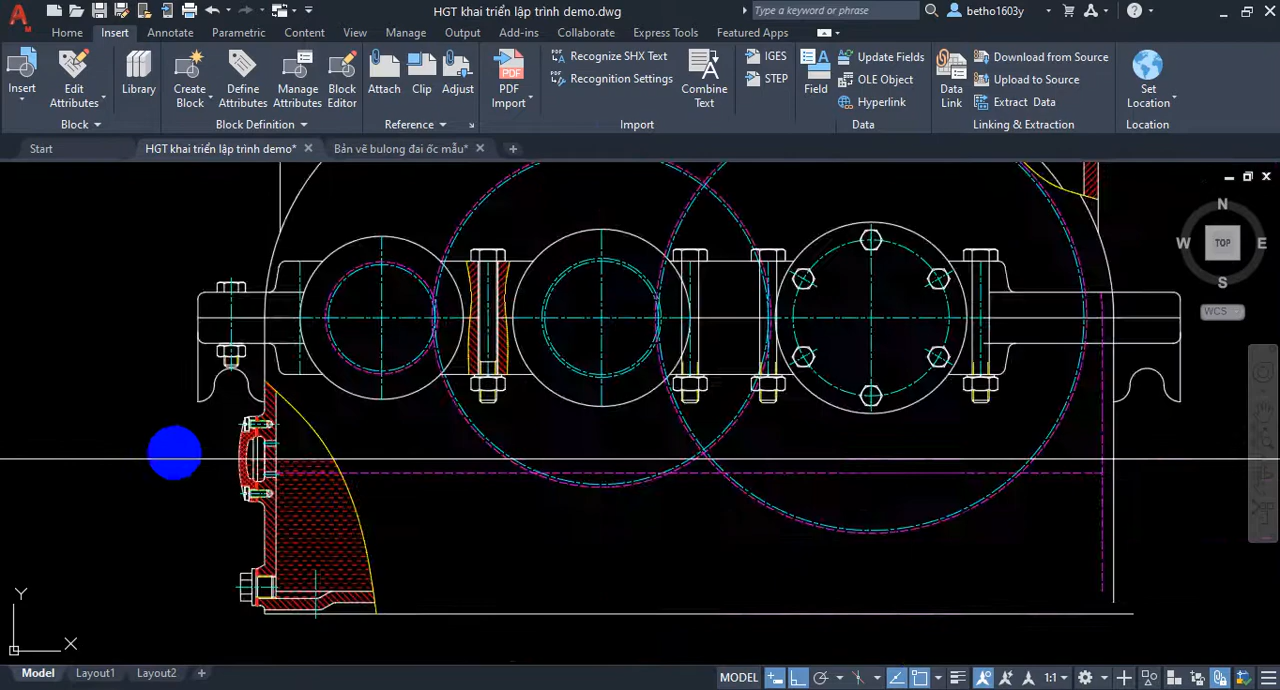 HGT khai triển lập trình demo.dwg
Type a keyword or phrase
betho1603y
Home Insert Annotate Parametric Content View Manage Output Add-ins Collaborate Express Tools Featured Apps
Insert
Edit
Attributes
Library
Create
Block
Define
Attributes
Manage
Attributes
Block
Editor
Attach
Clip
Adjust
PDF
PDF
Import
Recognize SHX Text
Recognition Settings
Combine
Text
IGES
STEP
Field
Update Fields
OLE Object
Hyperlink
Data
Link
Download from Source
Upload to Source
Extract Data
Set
Location
Block
Block Definition
Reference
Import
Data
Linking & Extraction
Location
Start
HGT khai triển lập trình demo*
Bản vẽ bulong đai ốc mẫu*
N
W TOP E
S
WCS
Y
X
Model Layout1 Layout2
MODEL
1:1